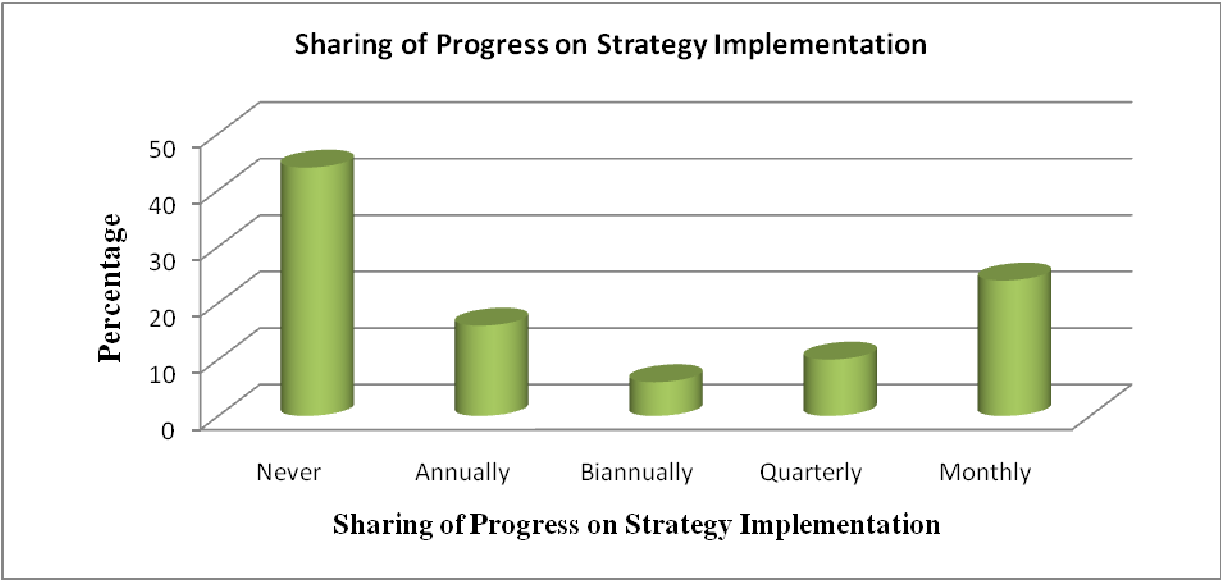 Sharing of Progress on Strategy Implementation
Percentage
50
40
30
20
10
0
Never Annually Biannually Quarterly Monthly
Sharing of Progress on Strategy Implementation